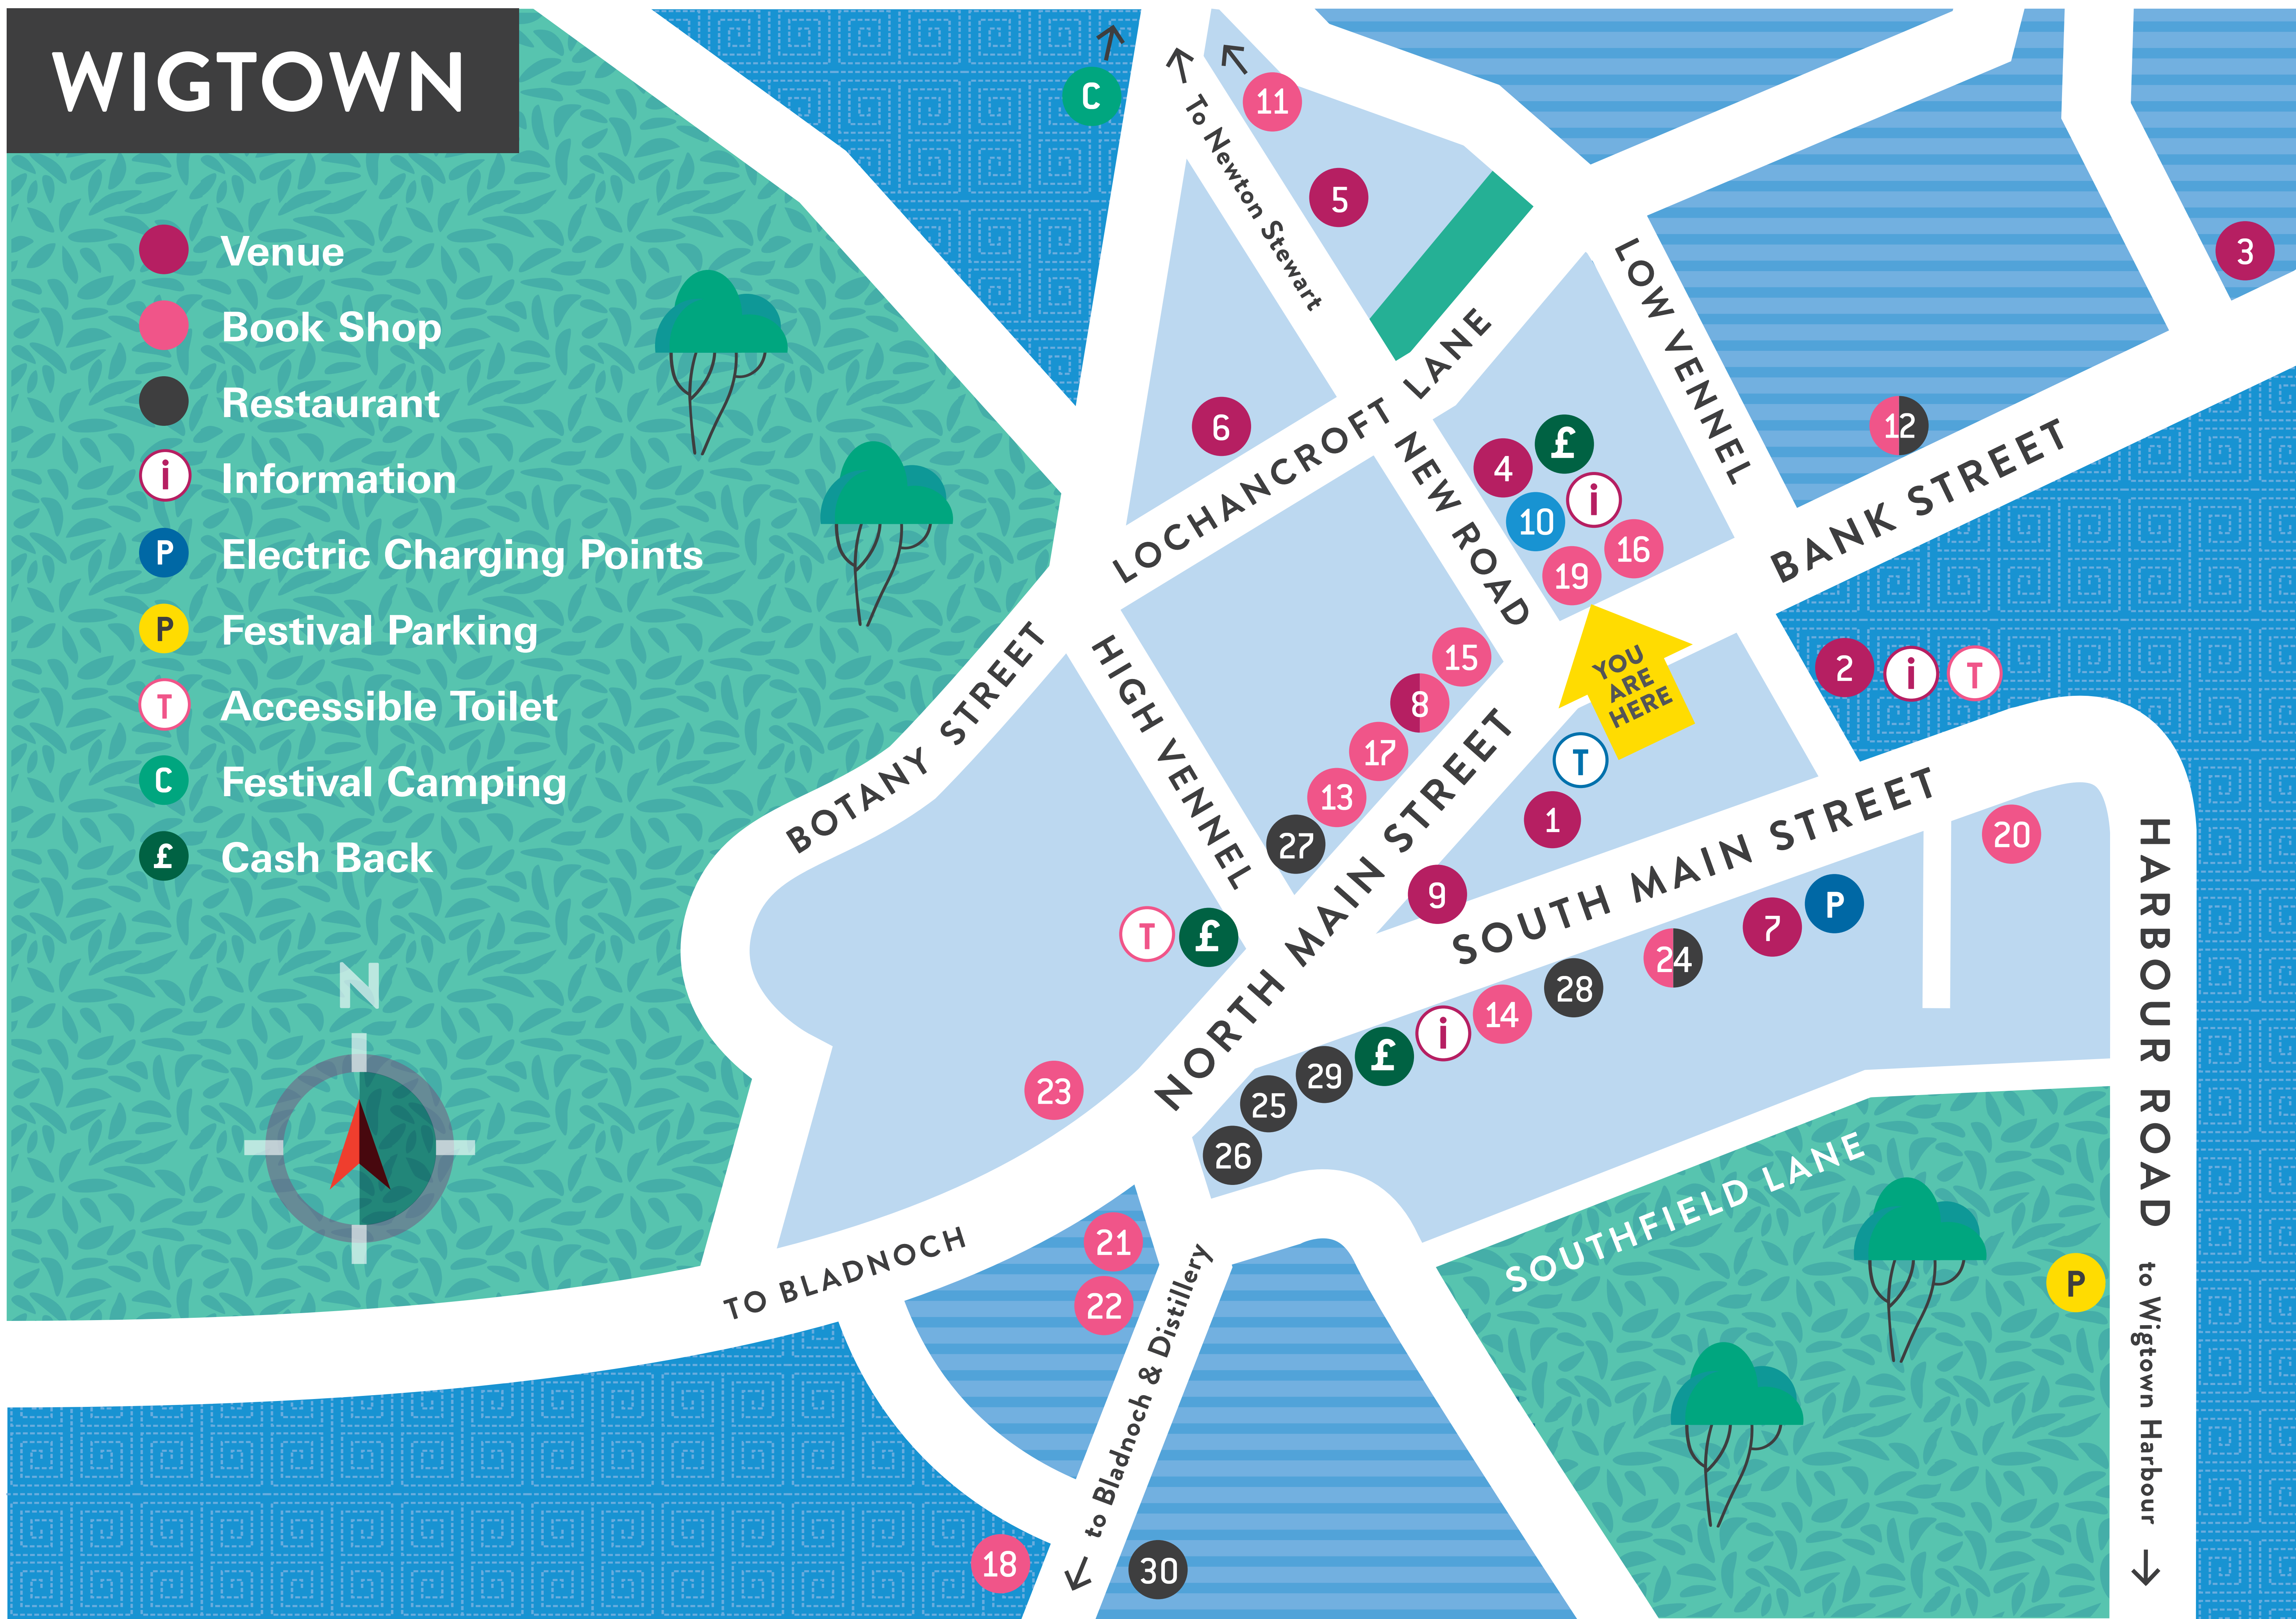 WIGTOWN
Venue
Book Shop
Restaurant
i Information
P Electric Charging Points
P Festival Parking
T Accessible Toilet
C Festival Camping
£ Cash Back
N
C
11
To Newton Stewart
5
3
6
LOCHANCROFT LANE
LOW VENNEL
NEW ROAD
4
£
10
i
19
16
12
BANK STREET
BOTANY STREET
HIGH VENNEL
15
8
17
13
27
YOU
ARE
HERE
2
i
T
T
1
9
NORTH MAIN STREET
SOUTH MAIN STREET
20
HARBOUR ROAD
to Wigtown Harbour
T
£
7
P
24
28
14
i
£
29
25
26
23
SOUTHFIELD LANE
P
TO BLADNOCH
21
22
to Bladnoch & Distillery
18
30